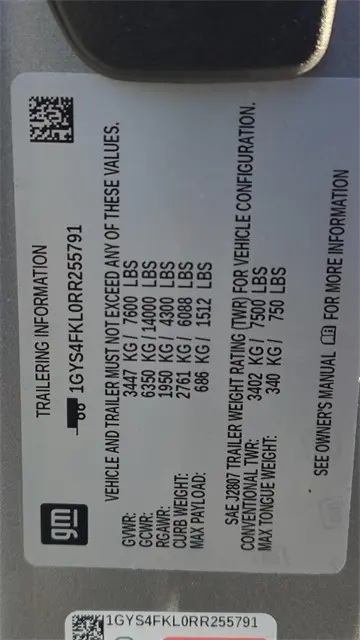 gm
TRAILERING INFORMATION
1GYS4FKL0RR255791
VEHICLE AND TRAILER MUST NOT EXCEED ANY OF THESE VALUES.
GVWR: 3447 KG / 7600 LBS
GCWR: 6350 KG / 14000 LBS
RGAWR: 1950 KG / 4300 LBS
CURB WEIGHT: 2761 KG / 6088 LBS
MAX PAYLOAD: 686 KG / 1512 LBS
SAE J2807 TRAILER WEIGHT RATING (TWR) FOR VEHICLE CONFIGURATION.
CONVENTIONAL TWR: 3402 KG / 7500 LBS
MAX TONGUE WEIGHT: 340 KG / 750 LBS
SEE OWNER'S MANUAL FOR MORE INFORMATION
1GYS4FKL0RR255791